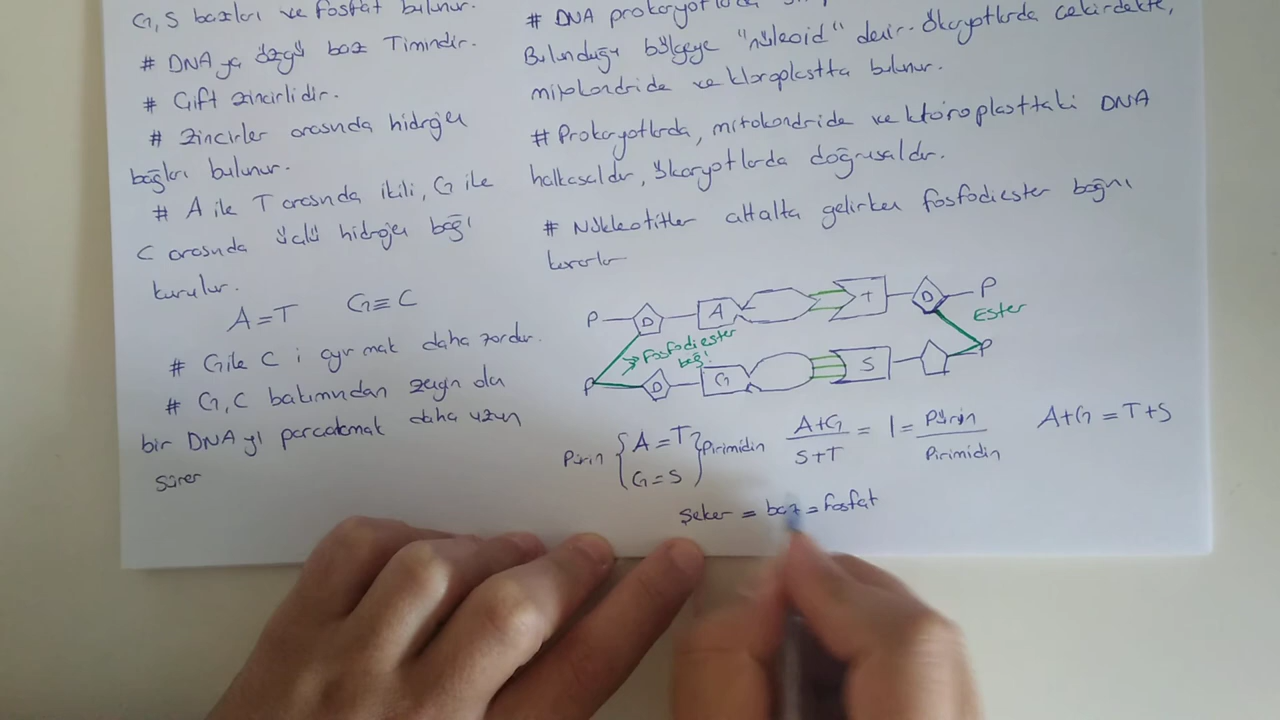 G, S bazları ve fosfat bulunur.
# DNA ya özgü baz Timindir.
# Çift zincirlidir.
# Zincirler arasında hidrojen
bağları bulunur.
# A ile T arasında ikili, G ile
C arasında üçlü hidrojen bağı
kurulur.
A=T G≡C
# G ile C i ayırmak daha zordur.
# G, C bakımından zengin olan
bir DNA yı parçalamak daha uzun
sürer
# DNA prokaryotlarda
Bulunduğu bölgeye "nükleoid" denir. Ökaryotlarda çekirdekte,
mitokondride ve kloroplastta bulunur.
# Prokaryotlarda, mitokondride ve kloroplasttaki DNA
halkasaldır, ökaryotlarda doğrusaldır.
# Nükleotitler alt alta gelirken fosfodiester bağını
kurarlar
P D A T D P
Ester
Fosfodiester
bağı
P D G S P
Pürin { A = T } Pirimidin
G = S
A+G / S+T = 1 = Pürin / Pirimidin
A+G = T+S
Şeker = baz = fosfat